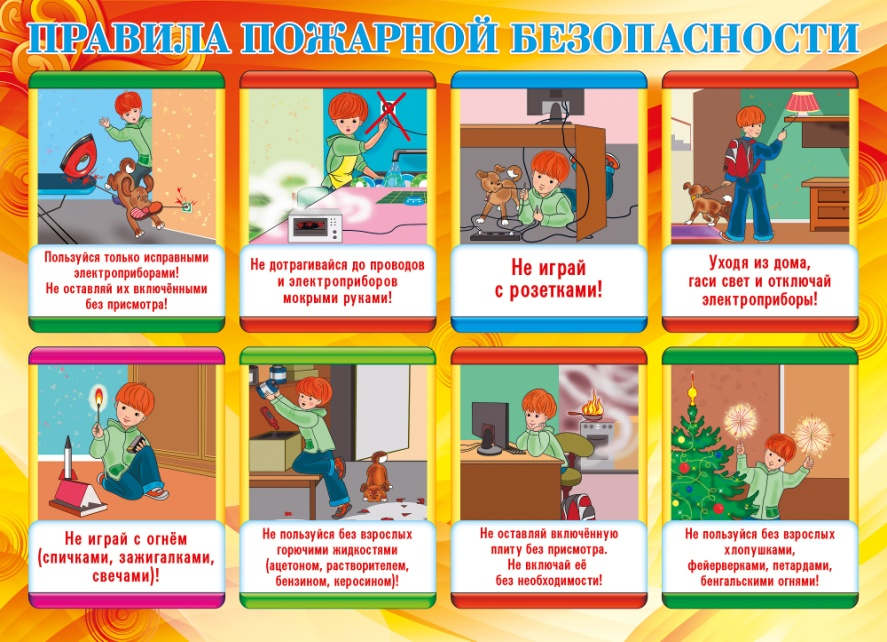 ПРАВИЛА ПОЖАРНОЙ БЕЗОПАСНОСТИ
Пользуйся только исправными
электроприборами!
Не оставляй их включёнными
без присмотра!
Не дотрагивайся до проводов
и электроприборов
мокрыми руками!
Не играй
с розетками!
Уходя из дома,
гаси свет и отключай
электроприборы!
Не играй с огнём
(спичками, зажигалками,
свечами)!
Не пользуйся без взрослых
горючими жидкостями
(ацетоном, растворителем,
бензином, керосином)!
Не оставляй включённую
плиту без присмотра.
Не включай её
без необходимости!
Не пользуйся без взрослых
хлопушками,
фейерверками, петардами,
бенгальскими огнями!